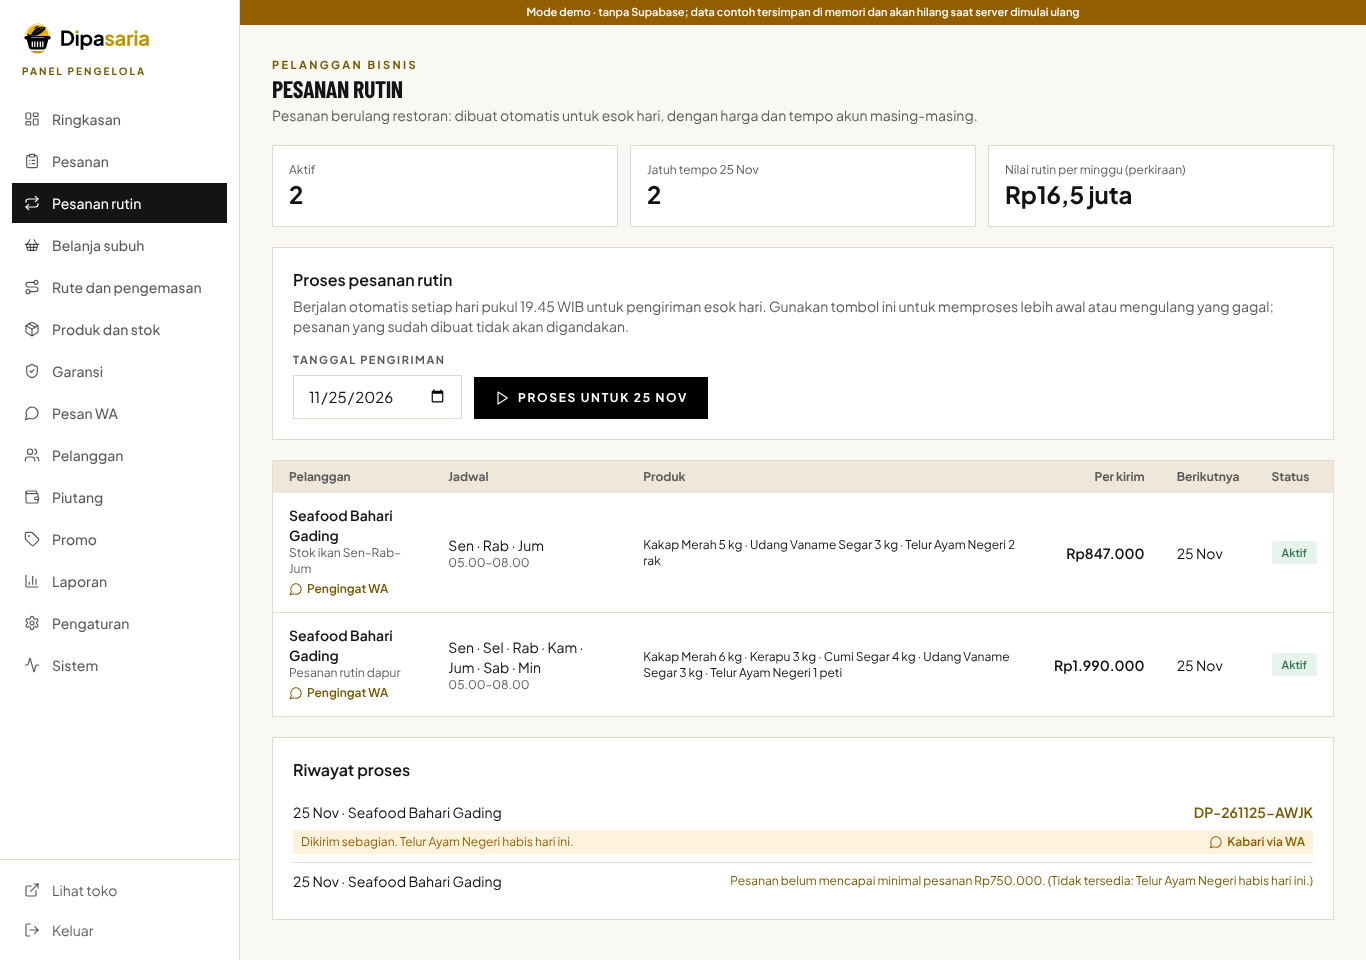 Mode demo · tanpa Supabase; data contoh tersimpan di memori dan akan hilang saat server dimulai ulang
Dipasaria
PANEL PENGELOLA
Ringkasan
Pesanan
Pesanan rutin
Belanja subuh
Rute dan pengemasan
Produk dan stok
Garansi
Pesan WA
Pelanggan
Piutang
Promo
Laporan
Pengaturan
Sistem
Lihat toko
Keluar
PELANGGAN BISNIS
PESANAN RUTIN
Pesanan berulang restoran: dibuat otomatis untuk esok hari, dengan harga dan tempo akun masing-masing.
Aktif
2
Jatuh tempo 25 Nov
2
Nilai rutin per minggu (perkiraan)
Rp16,5 juta
Proses pesanan rutin
Berjalan otomatis setiap hari pukul 19.45 WIB untuk pengiriman esok hari. Gunakan tombol ini untuk memproses lebih awal atau mengulang yang gagal;
pesanan yang sudah dibuat tidak akan digandakan.
TANGGAL PENGIRIMAN
11/25/2026
PROSES UNTUK 25 NOV
Pelanggan Jadwal Produk Per kirim Berikutnya Status
Seafood Bahari
Gading
Stok ikan Sen–Rab–
Jum
Pengingat WA
Sen · Rab · Jum
05.00–08.00
Kakap Merah 5 kg · Udang Vaname Segar 3 kg · Telur Ayam Negeri 2
rak
Rp847.000
25 Nov
Aktif
Seafood Bahari
Gading
Pesanan rutin dapur
Pengingat WA
Sen · Sel · Rab · Kam ·
Jum · Sab · Min
05.00–08.00
Kakap Merah 6 kg · Kerapu 3 kg · Cumi Segar 4 kg · Udang Vaname
Segar 3 kg · Telur Ayam Negeri 1 peti
Rp1.990.000
25 Nov
Aktif
Riwayat proses
25 Nov · Seafood Bahari Gading DP-261125-AWJK
Dikirim sebagian. Telur Ayam Negeri habis hari ini. Kabari via WA
25 Nov · Seafood Bahari Gading Pesanan belum mencapai minimal pesanan Rp750.000. (Tidak tersedia: Telur Ayam Negeri habis hari ini.)